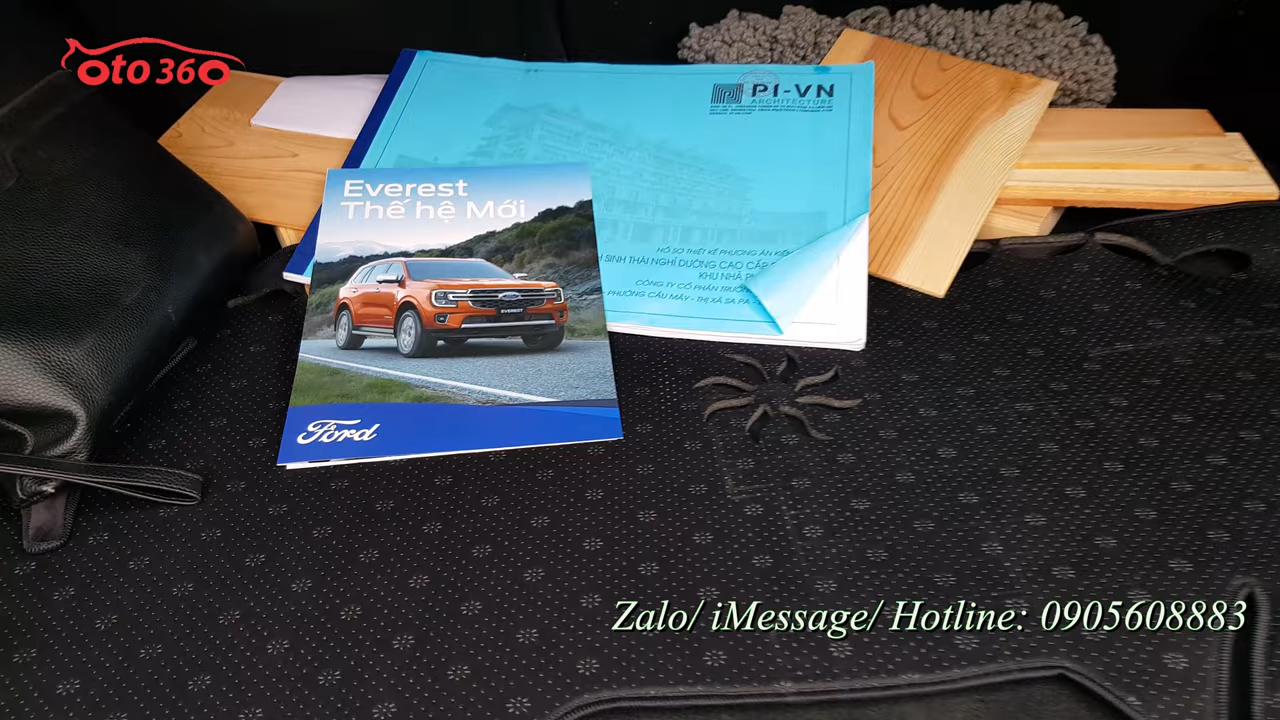 oto360
PI-VN
ARCHITECTURE
Everest
Thế hệ Mới
HỒ SƠ THIẾT KẾ PHƯƠNG ÁN
SINH THÁI NGHỈ DƯỠNG CAO CẤP
KHU NHÀ
CÔNG TY CỔ PHẦN
PHƯỜNG CẦU MÂY - THỊ XÃ SA PA -
EVEREST
Ford
Zalo/ iMessage/ Hotline: 0905608883